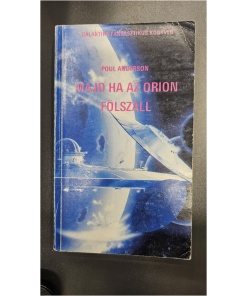 GALAKTIKA FANTASZTIKUS KÖNYVEK
POUL ANDERSON
MAJD HA AZ ORION
FÖLSZÁLL